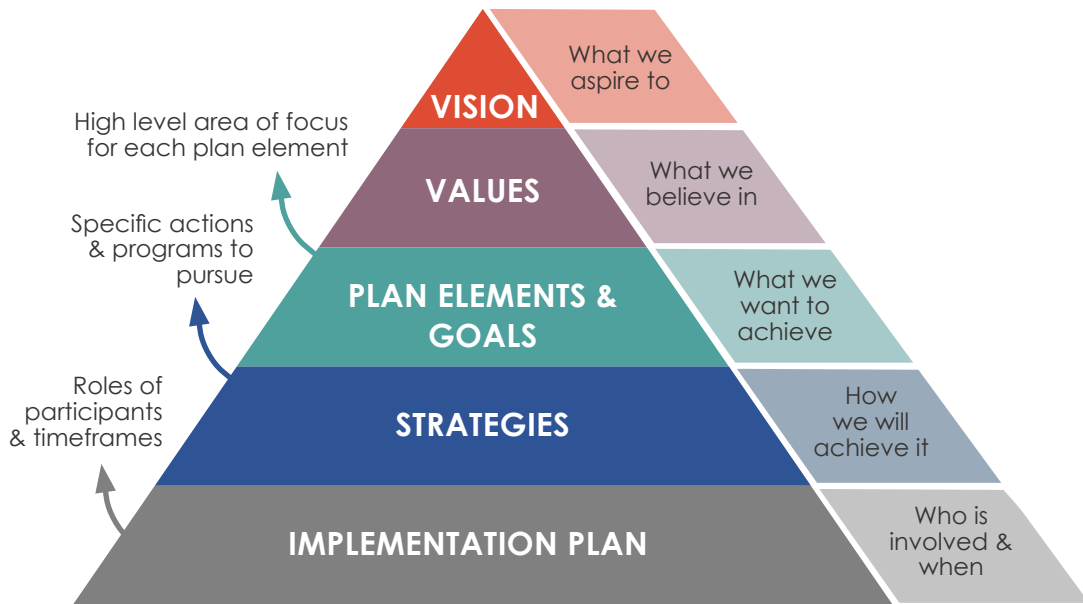 VISION
What we
aspire to
High level area of focus
for each plan element
VALUES
What we
believe in
Specific actions
& programs to
pursue
PLAN ELEMENTS &
GOALS
What we
want to
achieve
Roles of
participants
& timeframes
STRATEGIES
How
we will
achieve it
IMPLEMENTATION PLAN
Who is
involved &
when